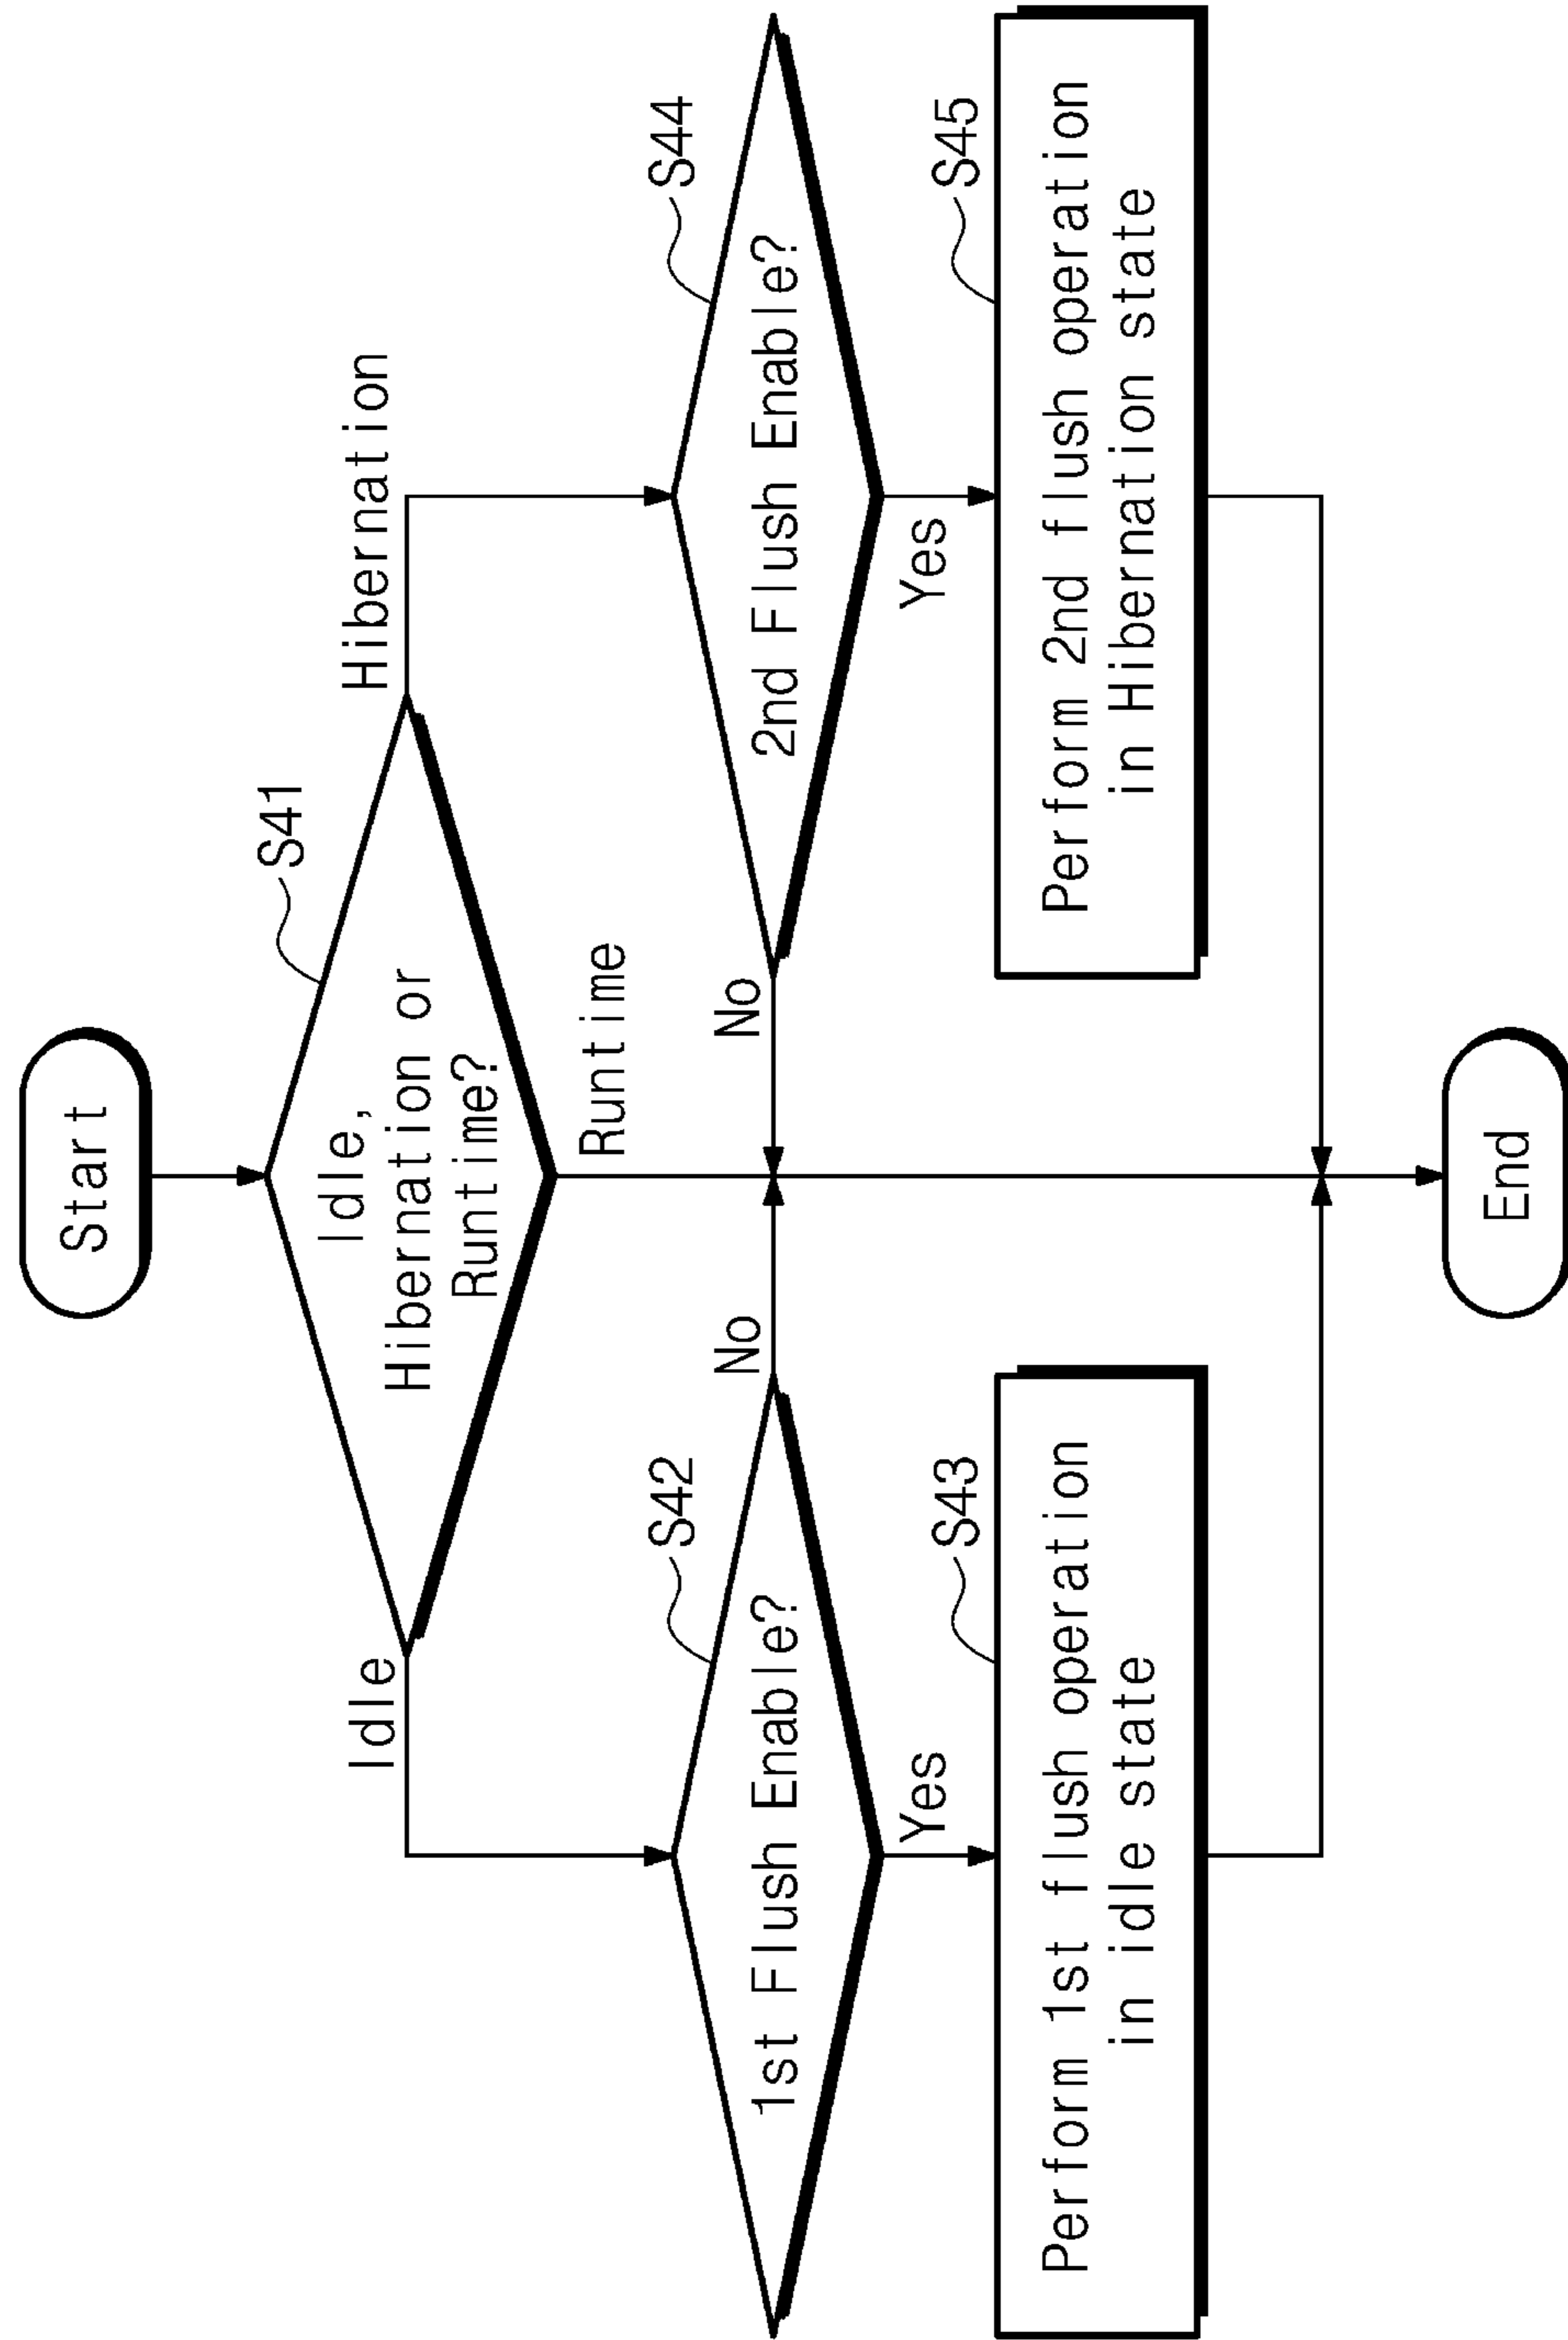 Start
S41
Idle,
Hibernation or
Runtime?
Idle
Hibernation
Runtime
S42
1st Flush Enable?
No
Yes
S44
2nd Flush Enable?
No
Yes
S43
Perform 1st flush operation
in idle state
S45
Perform 2nd flush operation
in Hibernation state
End